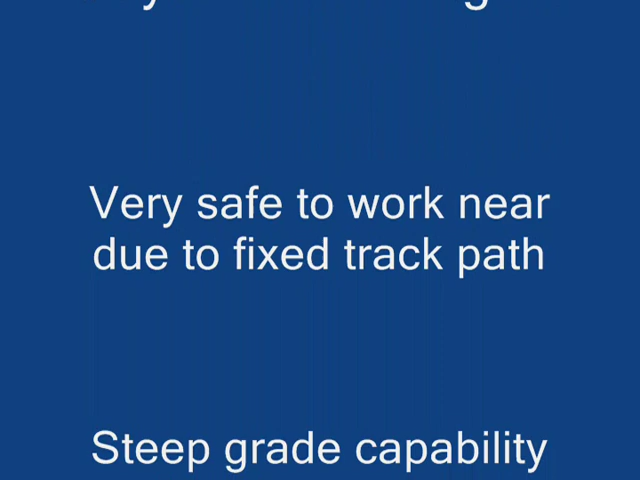 Very safe to work near
due to fixed track path
Steep grade capability